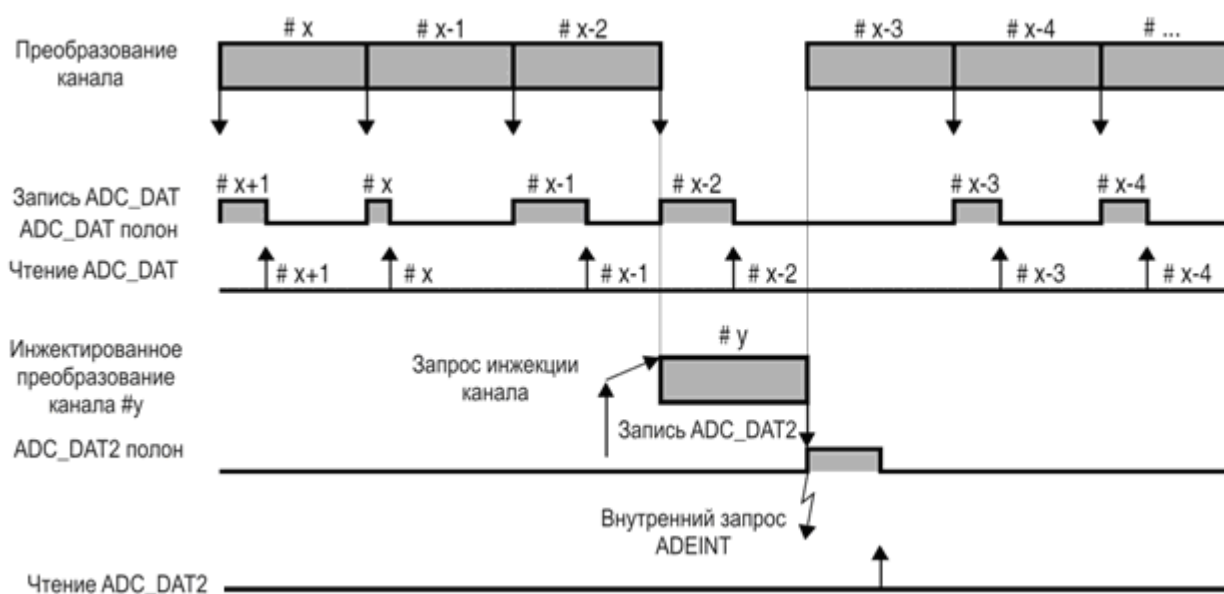 # x
# x-1
# x-2
# x-3
# x-4
# ...
Преобразование
канала
# x+1
# x
# x-1
# x-2
# x-3
# x-4
Запись ADC_DAT
ADC_DAT полон
Чтение ADC_DAT
# x+1
# x
# x-1
# x-2
# x-3
# x-4
Инжектированное
преобразование
канала #y
# y
Запрос инжекции
канала
Запись ADC_DAT2
ADC_DAT2 полон
Внутренний запрос
ADEINT
Чтение ADC_DAT2